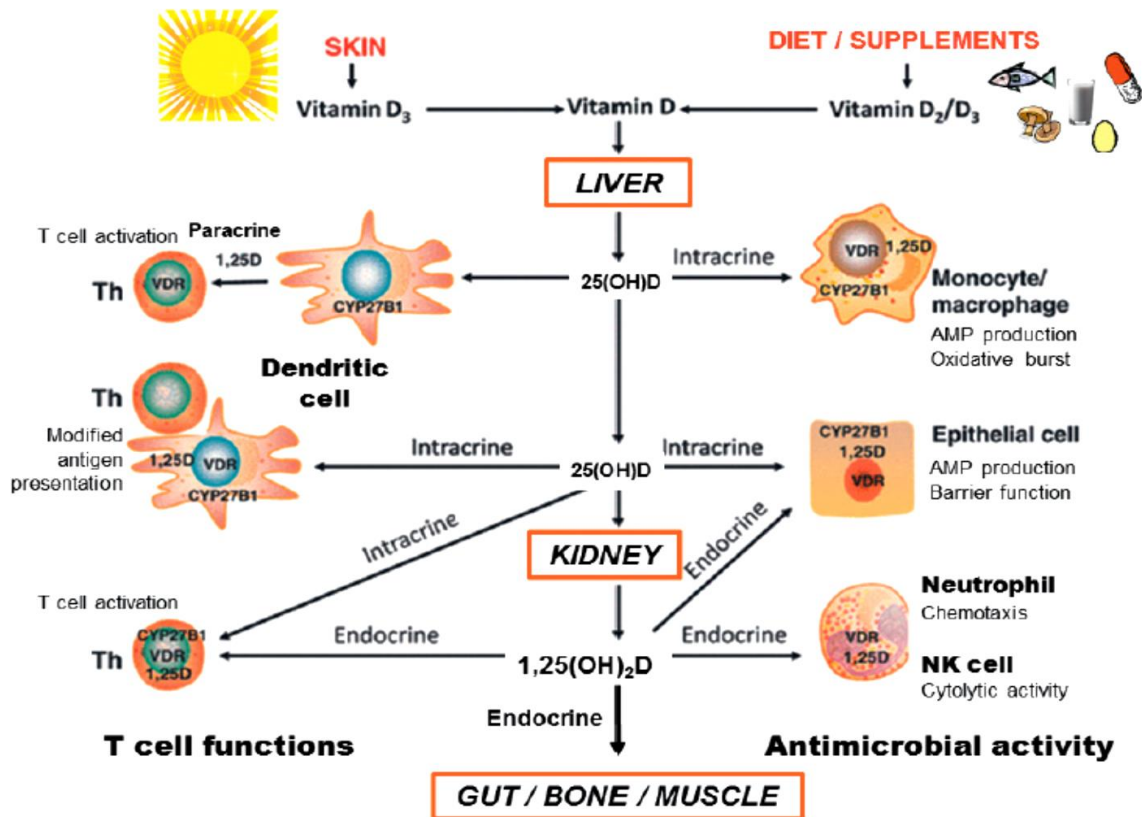 SKIN
DIET / SUPPLEMENTS
Vitamin D₃
Vitamin D
Vitamin D₂/D₃
LIVER
T cell activation
Paracrine
1,25D
Th
VDR
CYP27B1
25(OH)D
Intracrine
VDR
1,25D
CYP27B1
Monocyte/
macrophage
AMP production
Oxidative burst
Dendritic
cell
Th
Modified
antigen
presentation
1,25D
VDR
CYP27B1
Intracrine
25(OH)D
Intracrine
CYP27B1
1,25D
VDR
Epithelial cell
AMP production
Barrier function
Intracrine
KIDNEY
Endocrine
T cell activation
Th
CYP27B1
VDR
1,25D
Endocrine
1,25(OH)₂D
Endocrine
VDR
1,25D
Neutrophil
Chemotaxis
NK cell
Cytolytic activity
Endocrine
T cell functions
Antimicrobial activity
GUT / BONE / MUSCLE